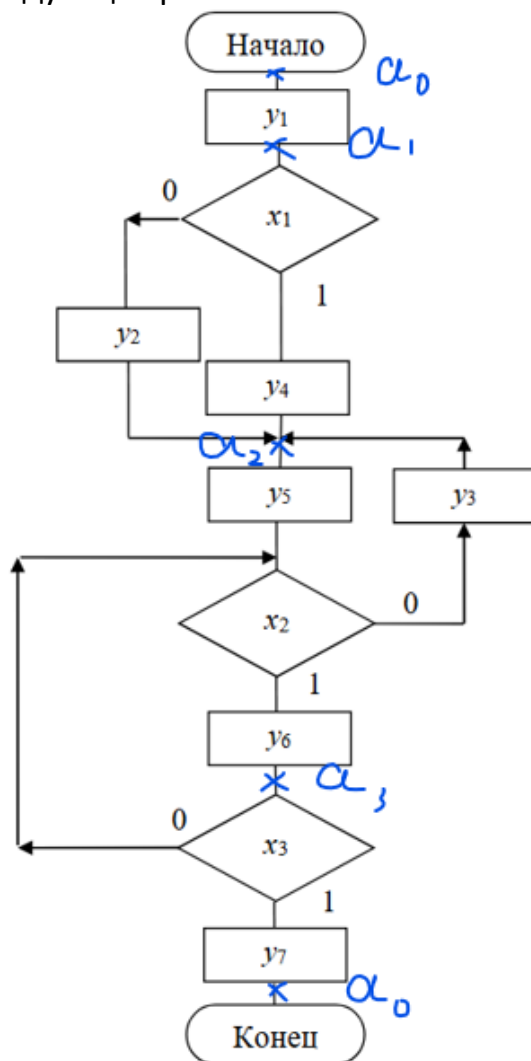 Начало
a₀
y₁
a₁
0
x₁
1
y₂
y₄
a₂
y₅
y₃
x₂
0
1
y₆
a₃
0
x₃
1
y₇
a₀
Конец